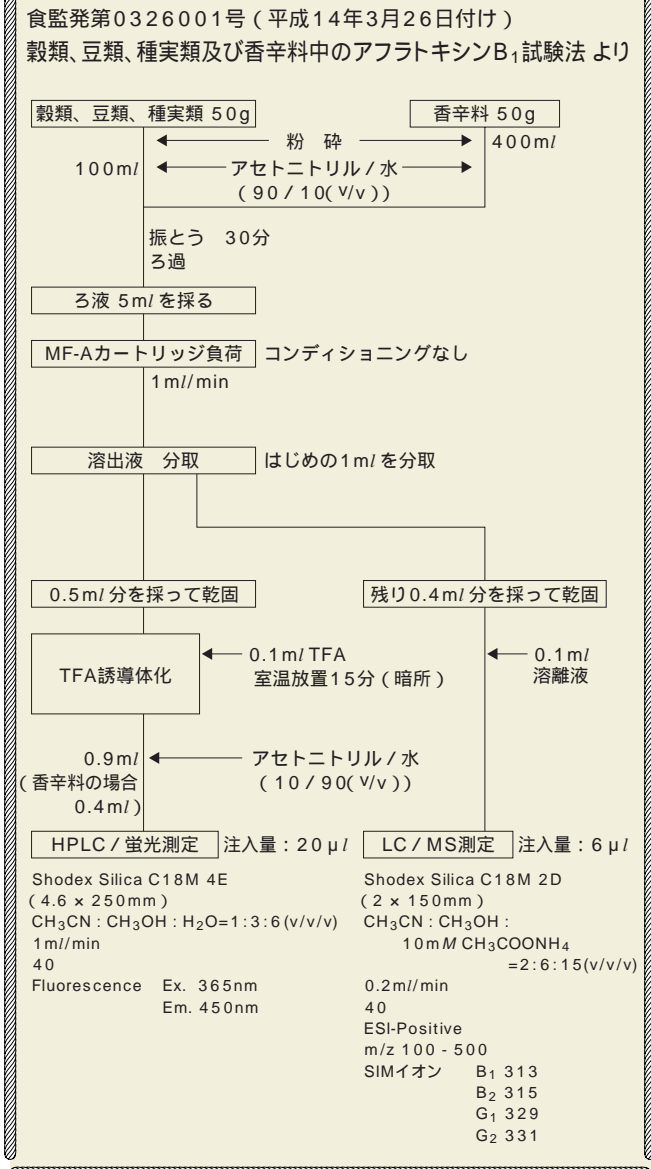 食監発第0326001号(平成14年3月26日付け)
穀類、豆類、種実類及び香辛料中のアフラトキシンB₁試験法 より
穀類、豆類、種実類 50g
香辛料 50g
粉 砕
400ml
100ml
アセトニトリル/水
(90/10(v/v))
振とう 30分
ろ過
ろ液 5mlを採る
MF-Aカートリッジ負荷 コンディショニングなし
1ml/min
溶出液 分取 はじめの1mlを分取
0.5ml分を採って乾固
残り0.4ml分を採って乾固
TFA誘導体化
0.1ml TFA
室温放置15分(暗所)
0.1ml
溶離液
0.9ml
(香辛料の場合
0.4ml)
アセトニトリル/水
(10/90(v/v))
HPLC/蛍光測定 注入量:20μl
Shodex Silica C18M 4E
(4.6×250mm)
CH₃CN:CH₃OH:H₂O=1:3:6(v/v/v)
1ml/min
40
Fluorescence Ex. 365nm
Em. 450nm
LC/MS測定 注入量:6μl
Shodex Silica C18M 2D
(2×150mm)
CH₃CN:CH₃OH:
10mM CH₃COONH₄
=2:6:15(v/v/v)
0.2ml/min
40
ESI-Positive
m/z 100-500
SIMイオン B₁ 313
B₂ 315
G₁ 329
G₂ 331